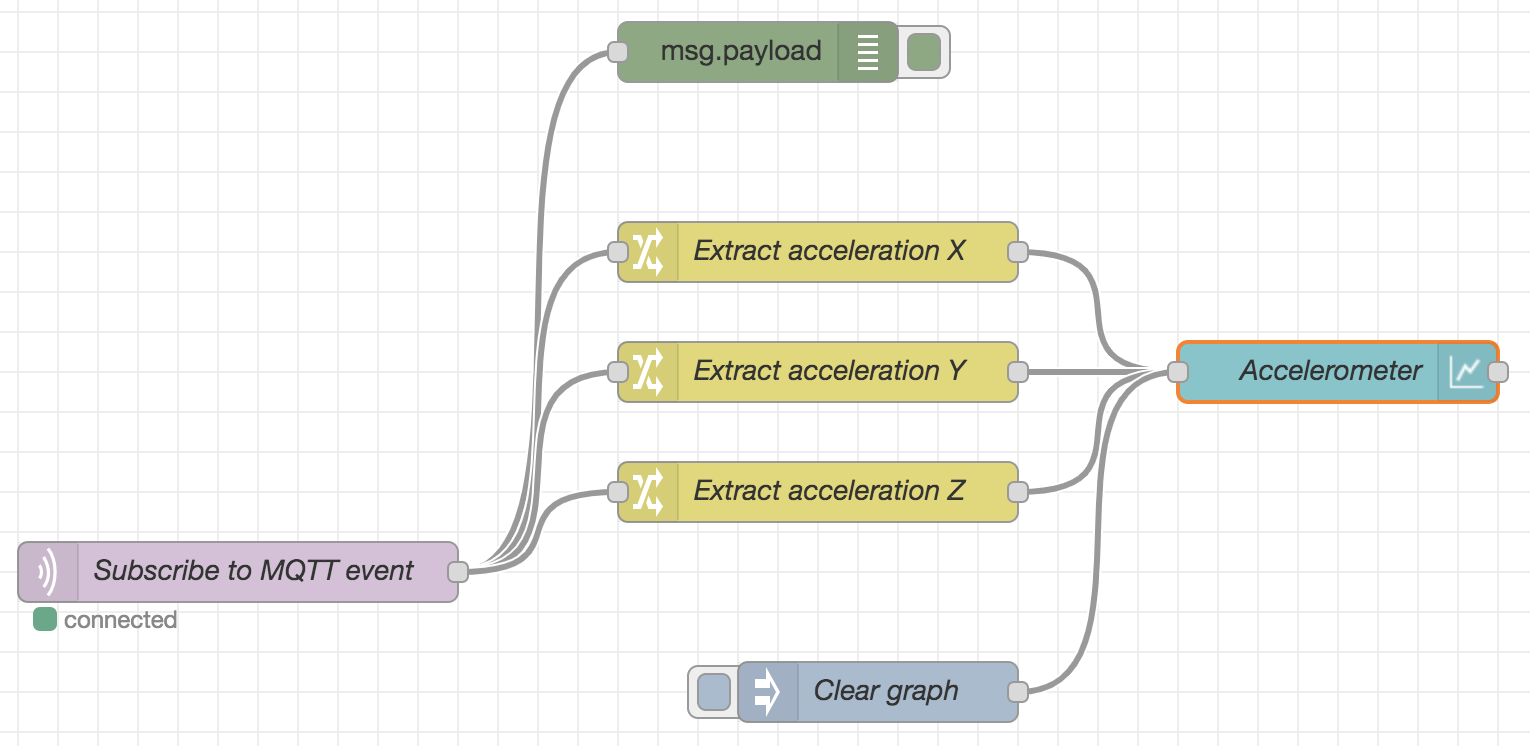 msg.payload
Extract acceleration X
Extract acceleration Y
Accelerometer
Extract acceleration Z
Subscribe to MQTT event
connected
Clear graph